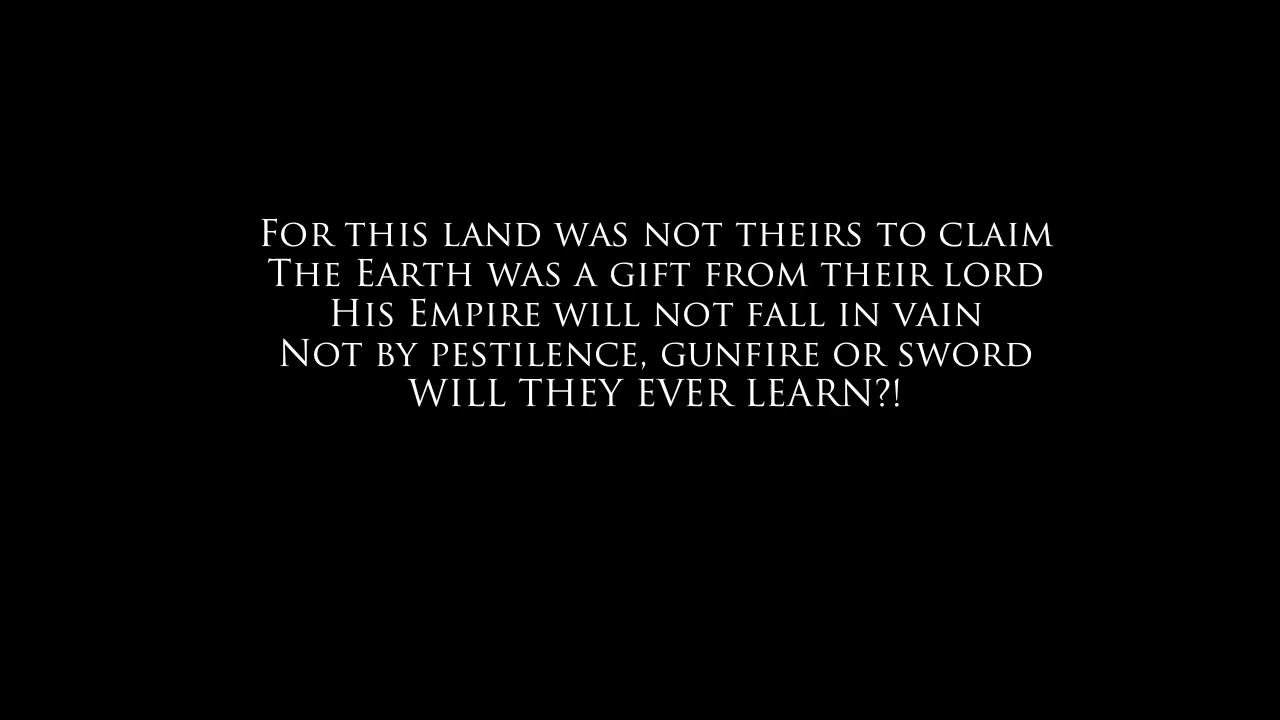 For this land was not theirs to claim
The Earth was a gift from their lord
His Empire will not fall in vain
Not by pestilence, gunfire or sword
WILL THEY EVER LEARN?!